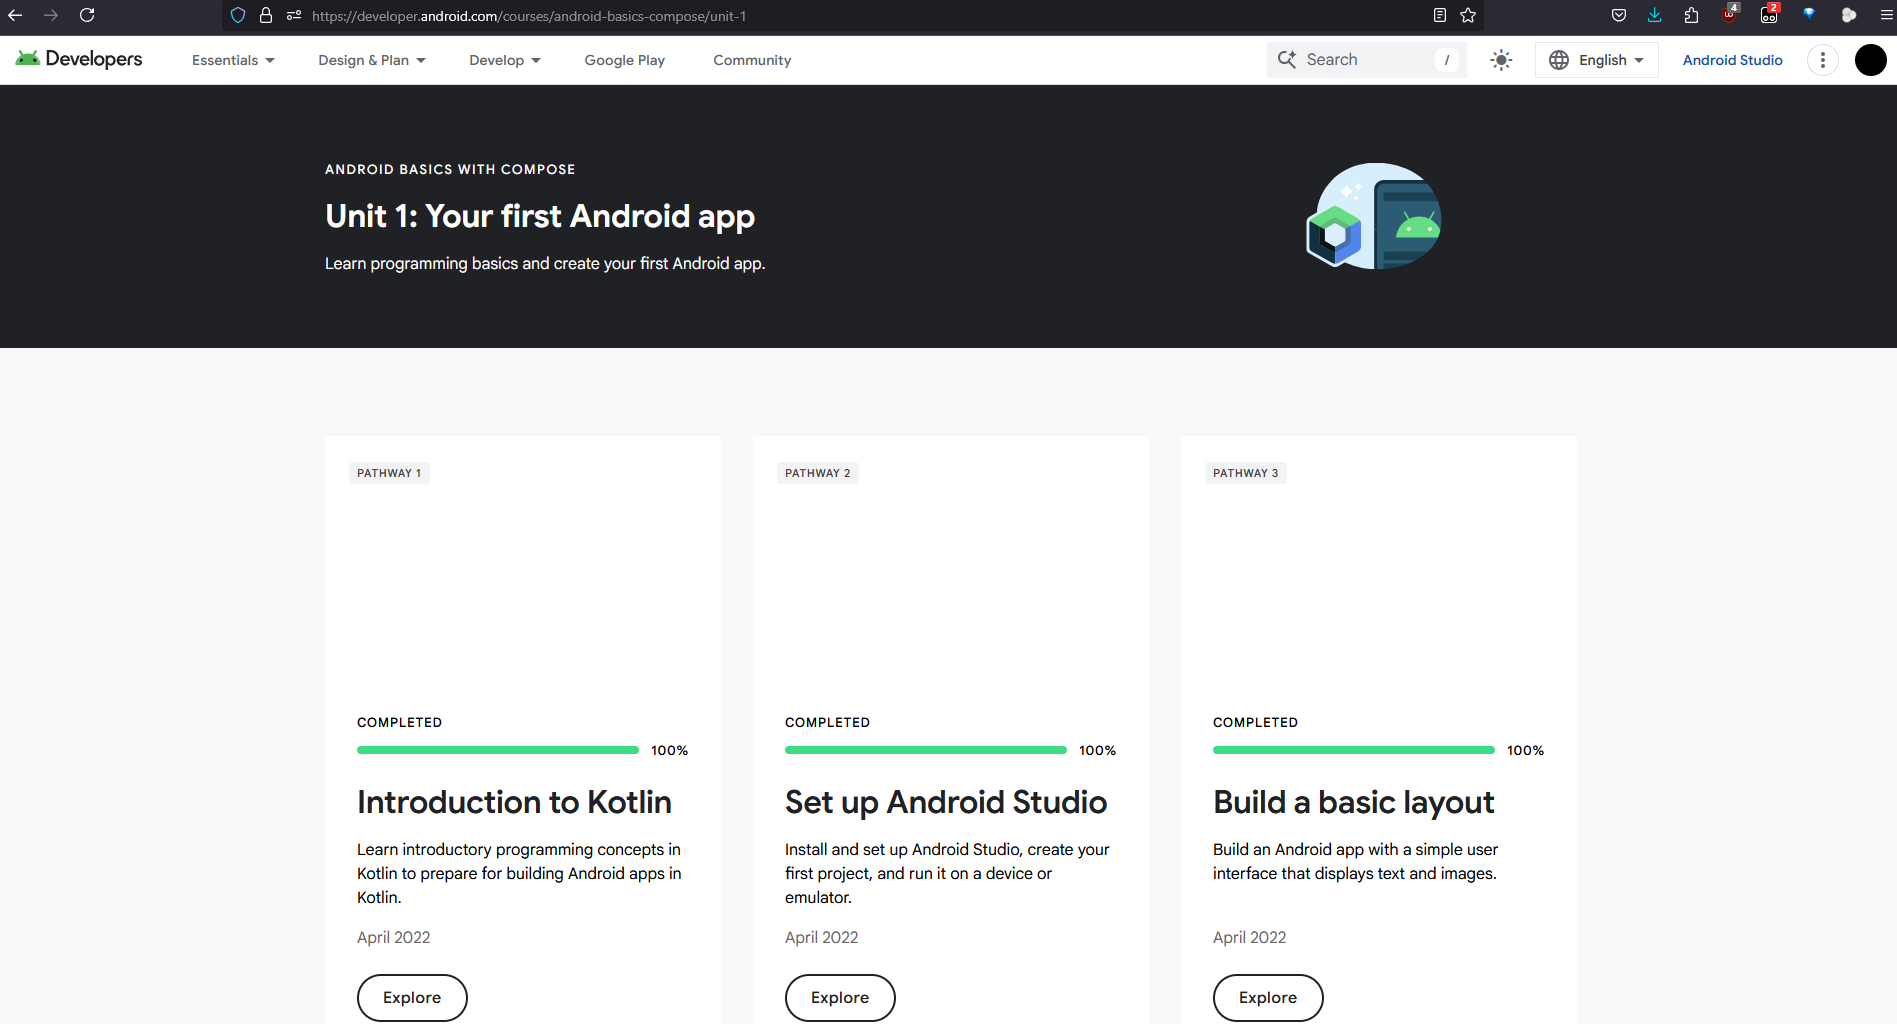 https://developer.android.com/courses/android-basics-compose/unit-1
4
2
Developers
Essentials
Design & Plan
Develop
Google Play
Community
Search
/
English
Android Studio
ANDROID BASICS WITH COMPOSE
Unit 1: Your first Android app
Learn programming basics and create your first Android app.
PATHWAY 1
COMPLETED
100%
Introduction to Kotlin
Learn introductory programming concepts in
Kotlin to prepare for building Android apps in
Kotlin.
April 2022
Explore
PATHWAY 2
COMPLETED
100%
Set up Android Studio
Install and set up Android Studio, create your
first project, and run it on a device or
emulator.
April 2022
Explore
PATHWAY 3
COMPLETED
100%
Build a basic layout
Build an Android app with a simple user
interface that displays text and images.
April 2022
Explore